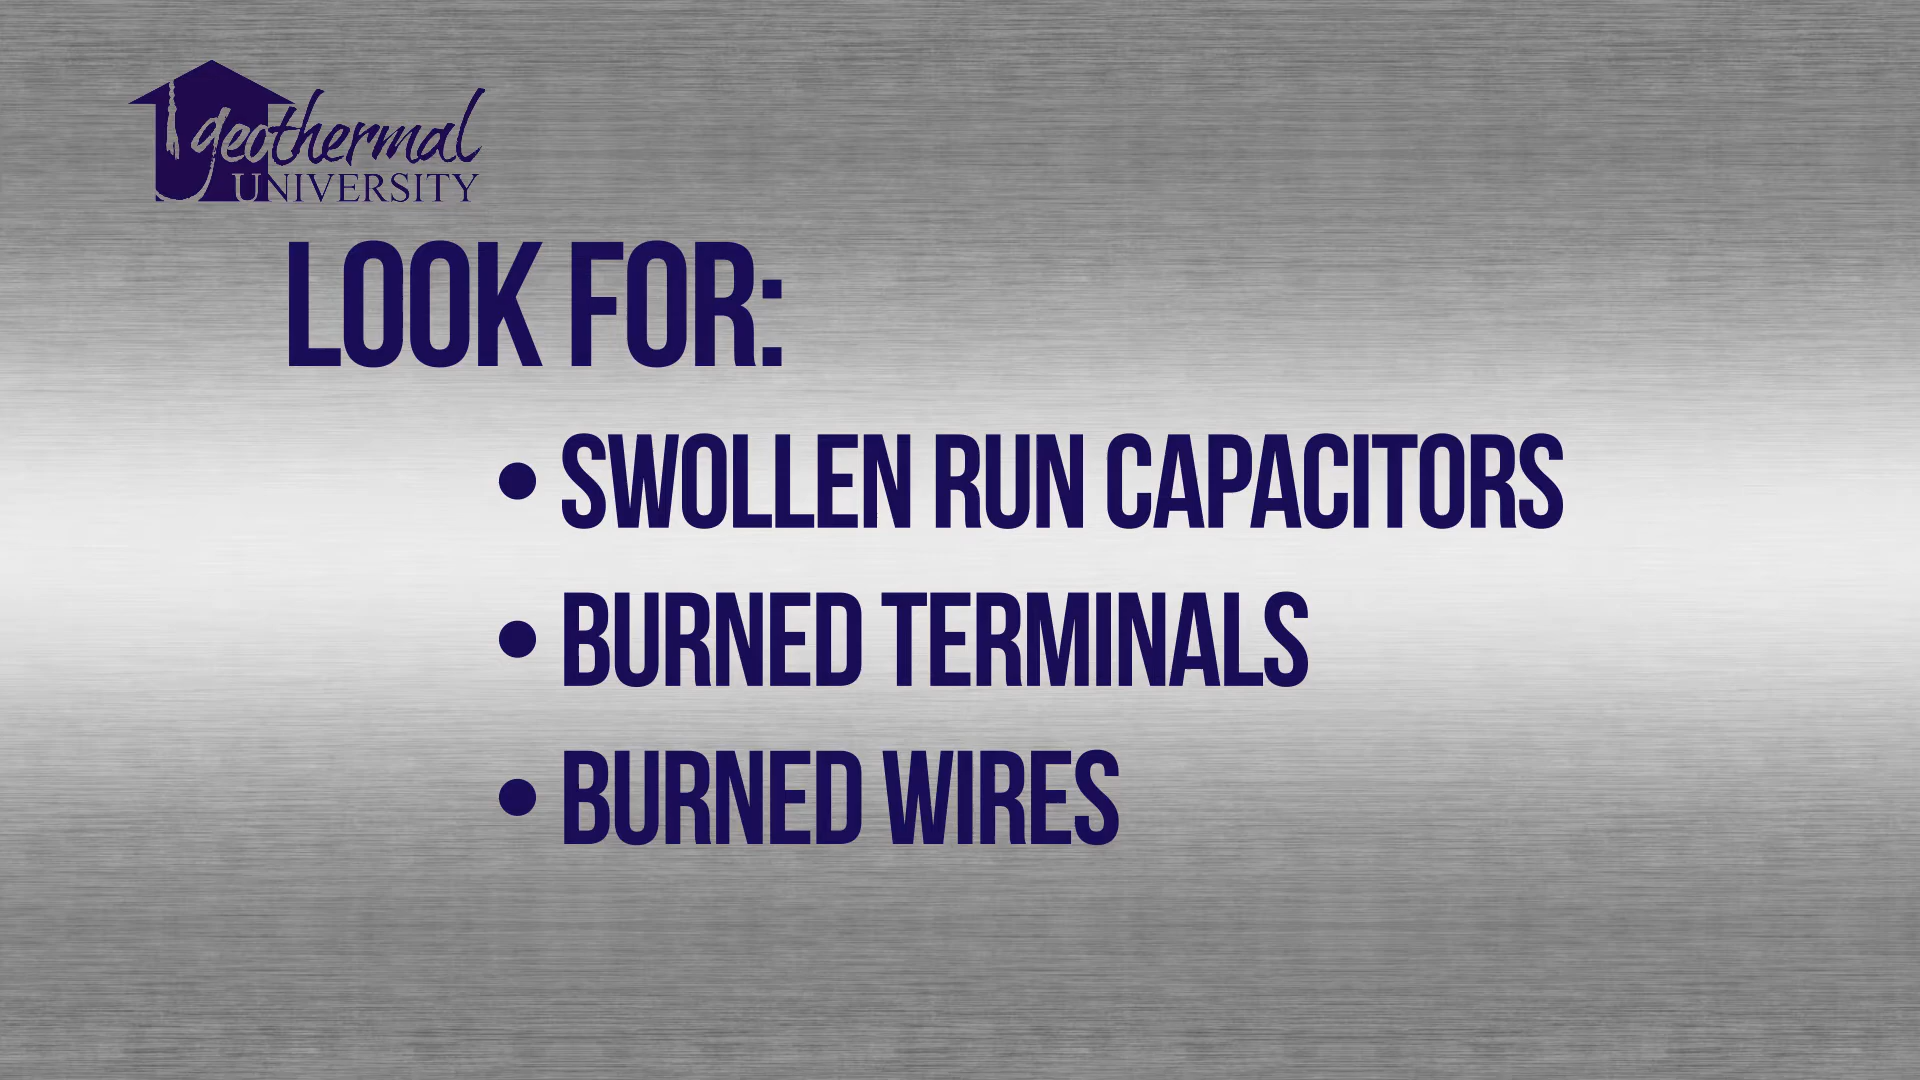 geothermal
UNIVERSITY
LOOK FOR:
• SWOLLEN RUN CAPACITORS
• BURNED TERMINALS
• BURNED WIRES